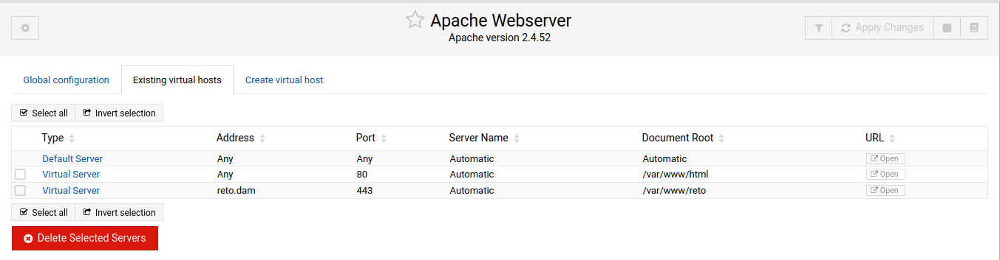 Apache Webserver
Apache version 2.4.52
Apply Changes
Global configuration Existing virtual hosts Create virtual host
Select all Invert selection
Type Address Port Server Name Document Root URL
Default Server Any Any Automatic Automatic Open
Virtual Server Any 80 Automatic /var/www/html Open
Virtual Server reto.dam 443 Automatic /var/www/reto Open
Select all Invert selection
Delete Selected Servers